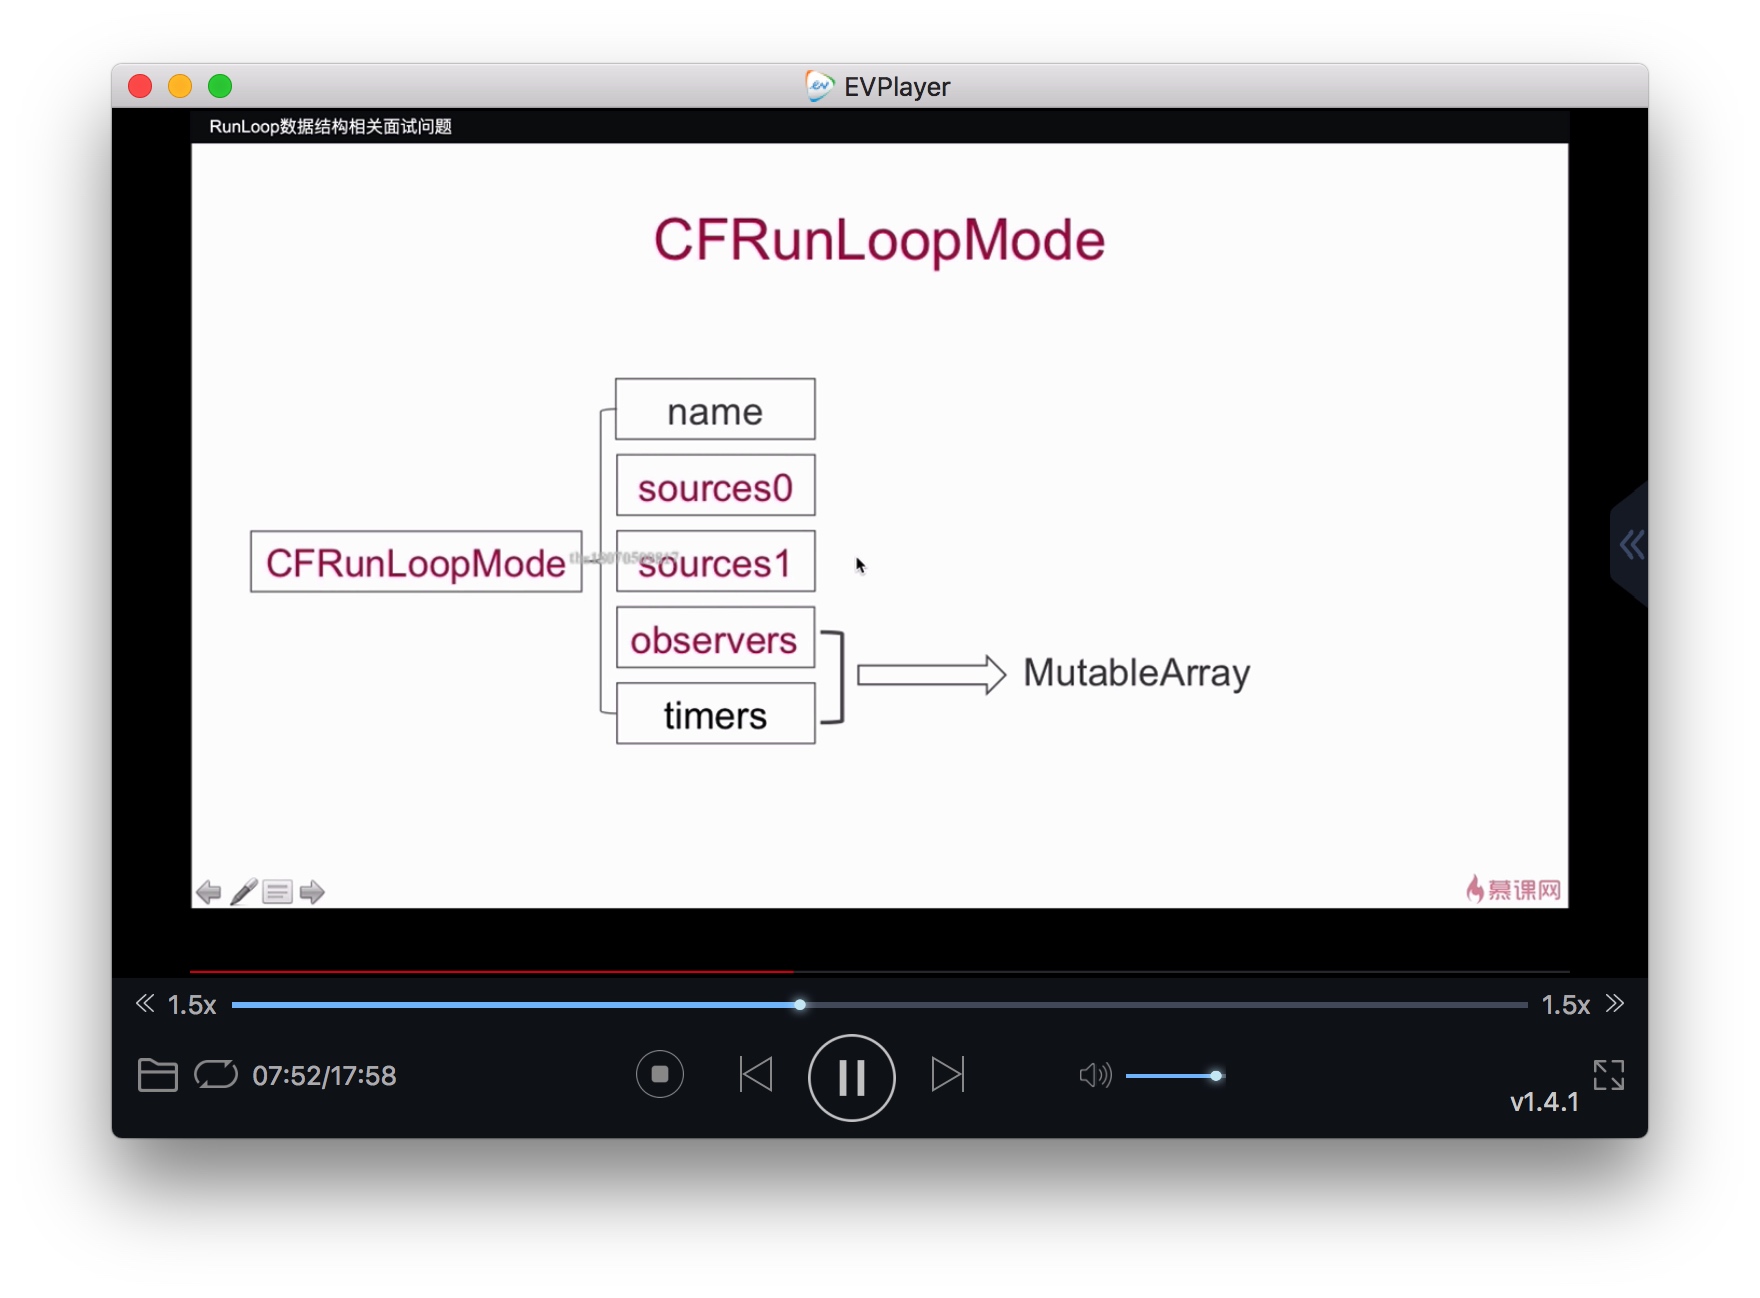 EVPlayer
RunLoop数据结构相关面试问题
CFRunLoopMode
name
sources0
CFRunLoopMode
sources1
observers
timers
MutableArray
慕课网
1.5x
1.5x
07:52/17:58
v1.4.1